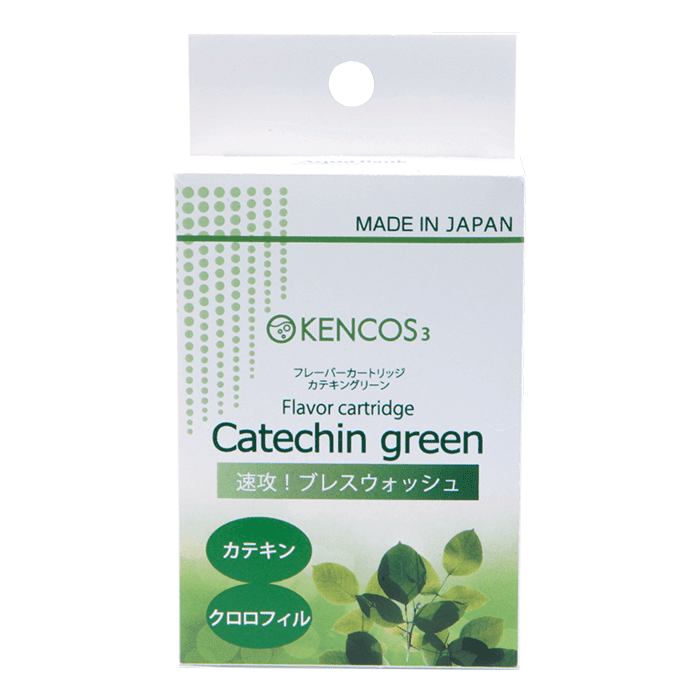 MADE IN JAPAN
KENCOS 3
フレーバーカートリッジ
カテキングリーン
Flavor cartridge
Catechin green
速攻！ブレスウォッシュ
カテキン
クロロフィル